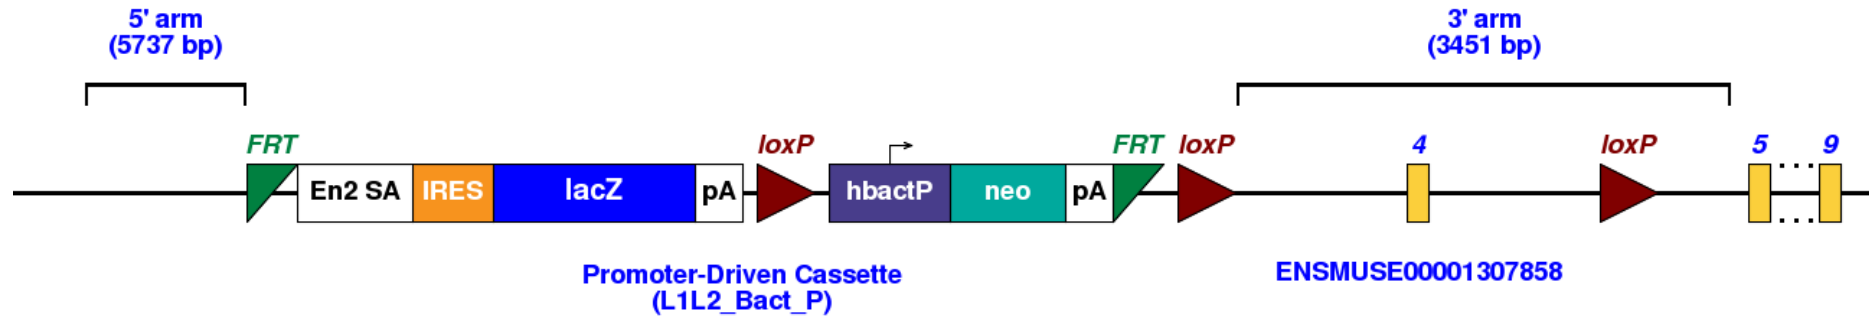 5' arm
(5737 bp)
3' arm
(3451 bp)
FRT
loxP
FRT
loxP
4
loxP
5
...
9
En2 SA
IRES
lacZ
pA
hbactP
neo
pA
...
Promoter-Driven Cassette
(L1L2_Bact_P)
ENSMUSE00001307858